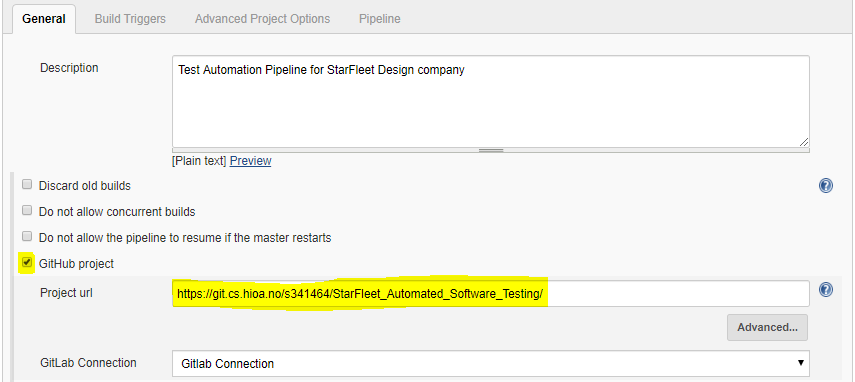 General Build Triggers Advanced Project Options Pipeline
Description
Test Automation Pipeline for StarFleet Design company
[Plain text] Preview
Discard old builds
Do not allow concurrent builds
Do not allow the pipeline to resume if the master restarts
GitHub project
Project url
https://git.cs.hioa.no/s341464/StarFleet_Automated_Software_Testing/
Advanced...
GitLab Connection
Gitlab Connection